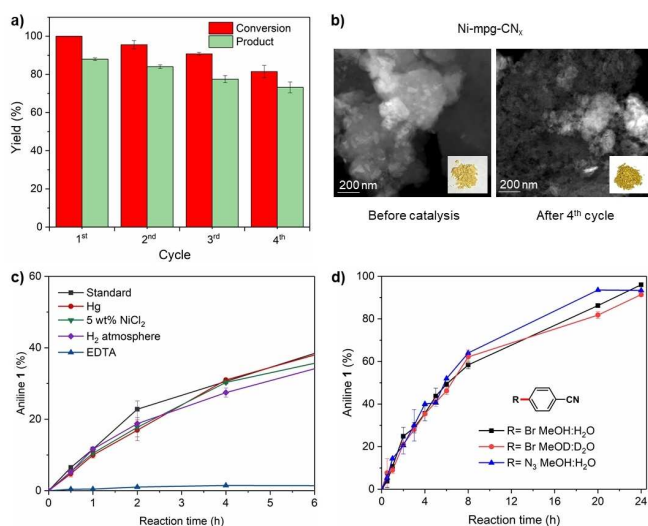 a)
100
80
60
40
20
0
Yield (%)
Conversion
Product
1st
2nd
3rd
4th
Cycle
b)
Ni-mpg-CNx
200 nm
200 nm
Before catalysis
After 4th cycle
c)
60
40
20
0
Aniline 1 (%)
Standard
Hg
5 wt% NiCl2
H2 atmosphere
EDTA
0
1
2
3
4
5
6
Reaction time (h)
d)
100
80
60
40
20
0
Aniline 1 (%)
R
CN
R= Br MeOH:H2O
R= Br MeOD:D2O
R= N3 MeOH:H2O
0
4
8
12
16
20
24
Reaction time (h)